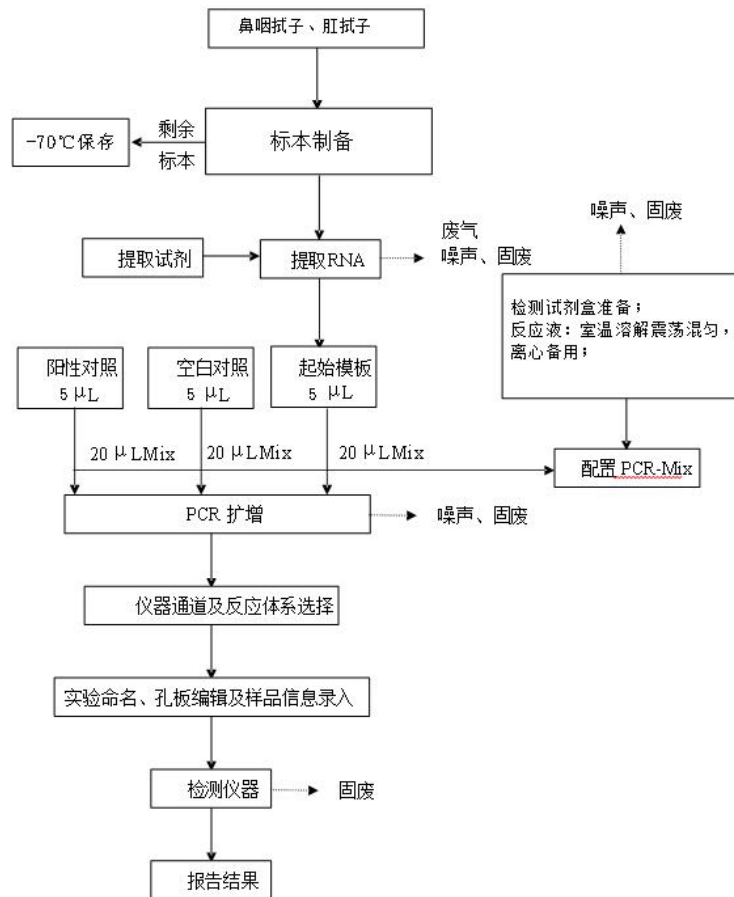 鼻咽拭子、肛拭子
标本制备
剩余
标本
-70℃保存
提取试剂
提取RNA
废气
噪声、固废
噪声、固废
检测试剂盒准备;
反应液: 室温溶解震荡混匀,
离心备用;
阳性对照
5 μL
空白对照
5 μL
起始模板
5 μL
20 μLMix
20 μLMix
20 μLMix
配置 PCR-Mix
PCR 扩增
噪声、固废
仪器通道及反应体系选择
实验命名、孔板编辑及样品信息录入
检测仪器
固废
报告结果